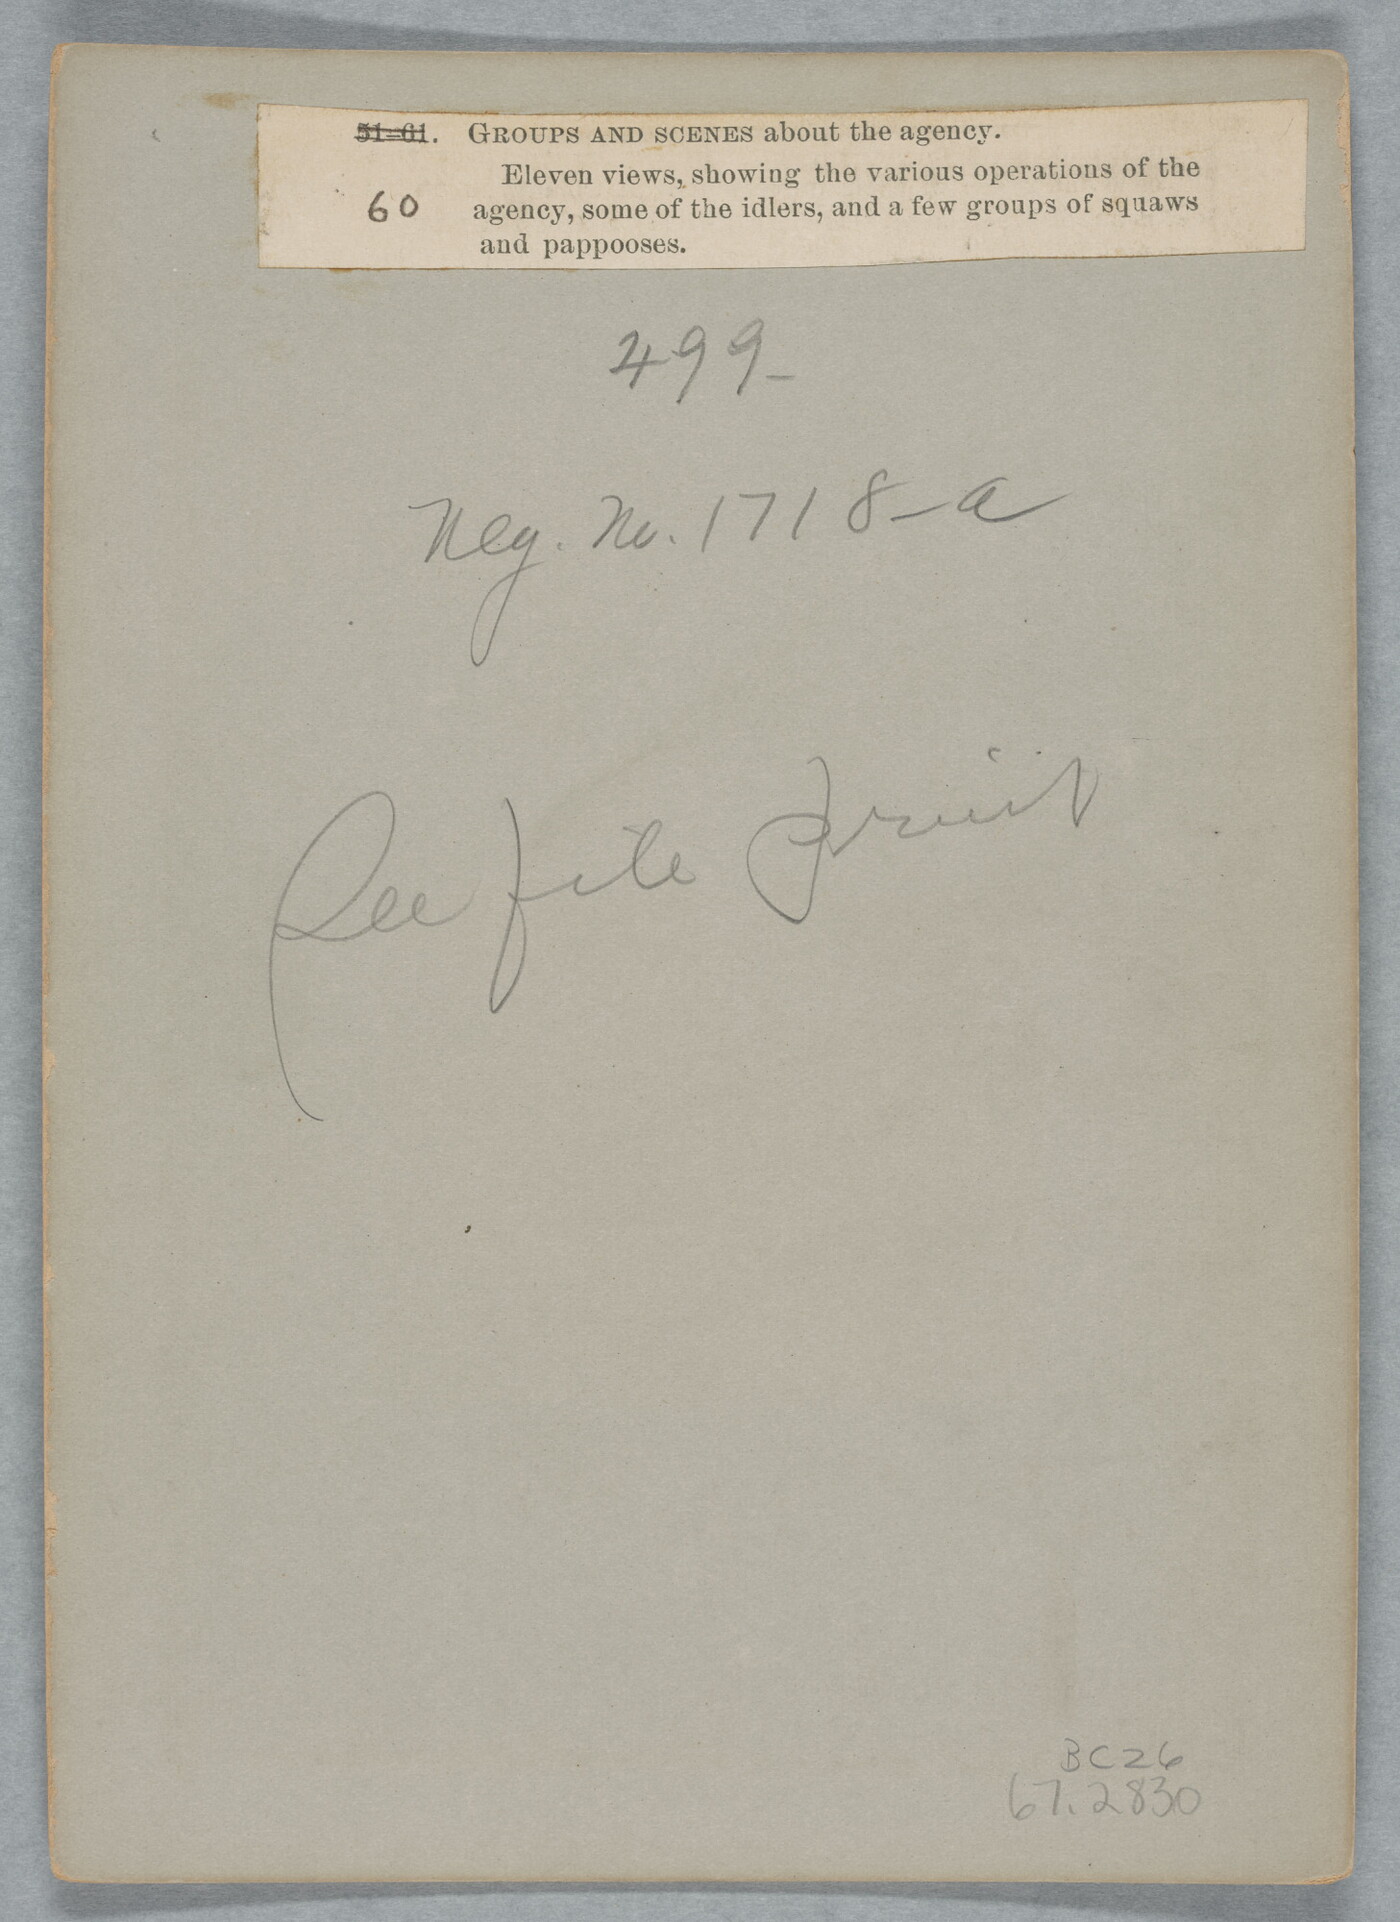 51-61. GROUPS AND SCENES about the agency.
Eleven views, showing the various operations of the
60 agency, some of the idlers, and a few groups of squaws
and pappooses.
499-
Neg. No. 1718-a
See file print
BC26
67.2830